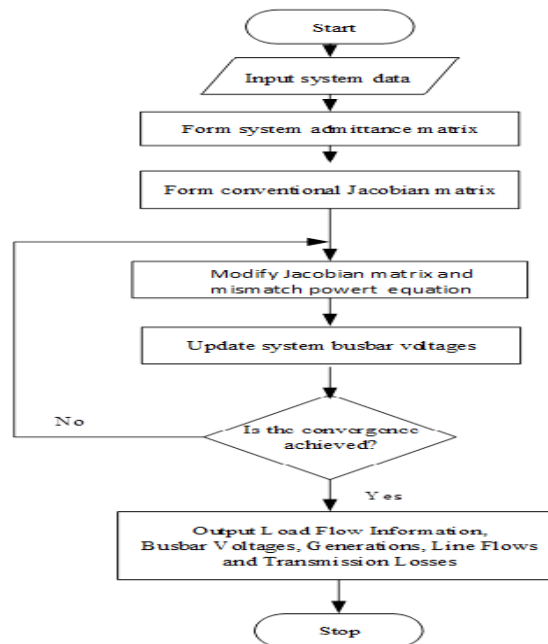 Start
Input system data
Form system admittance matrix
Form conventional Jacobian matrix
Modify Jacobian matrix and
mismatch powert equation
Update system busbar voltages
Is the convergence
achieved?
No
Yes
Output Load Flow Information,
Busbar Voltages, Generations, Line Flows
and Transmission Losses
Stop